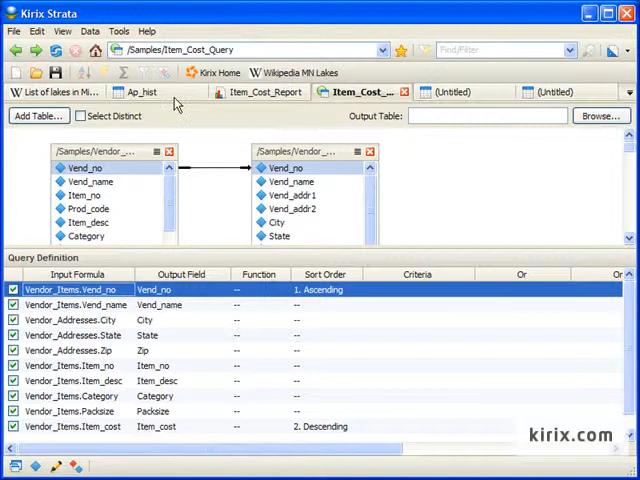 Kirix Strata
File Edit View Data Tools Help
/Samples/Item_Cost_Query Find/Filter
Kirix Home Wikipedia MN Lakes
List of lakes in Mi... Ap_hist Item_Cost_Report Item_Cost_... (Untitled) (Untitled)
Add Table... Select Distinct Output Table: Browse...
/Samples/Vendor_... /Samples/Vendor_...
Vend_no Vend_no
Vend_name Vend_name
Item_no Vend_addr1
Prod_code Vend_addr2
Item_desc City
Category State
Query Definition
Input Formula Output Field Function Sort Order Criteria Or Or
Vendor_Items.Vend_no Vend_no -- 1. Ascending
Vendor_Items.Vend_name Vend_name -- --
Vendor_Addresses.City City -- --
Vendor_Addresses.State State -- --
Vendor_Addresses.Zip Zip -- --
Vendor_Items.Item_no Item_no -- --
Vendor_Items.Item_desc Item_desc -- --
Vendor_Items.Category Category -- --
Vendor_Items.Packsize Packsize -- --
Vendor_Items.Item_cost Item_cost -- 2. Descending
kirix.com